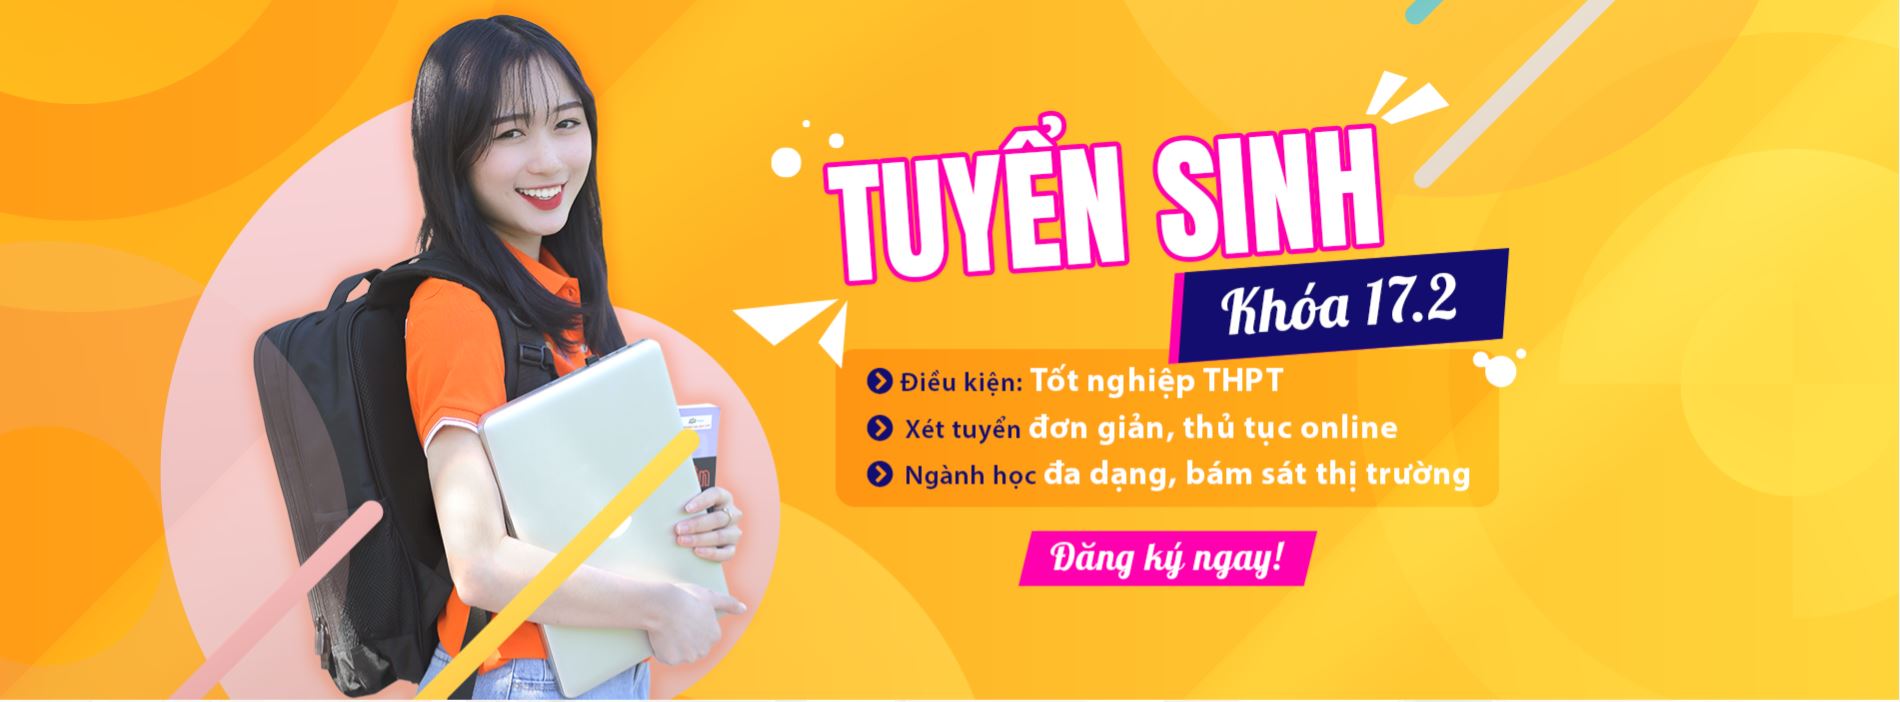 TUYỂN SINH
Khóa 17.2
Điều kiện: Tốt nghiệp THPT
Xét tuyển đơn giản, thủ tục online
Ngành học đa dạng, bám sát thị trường
Đăng ký ngay!